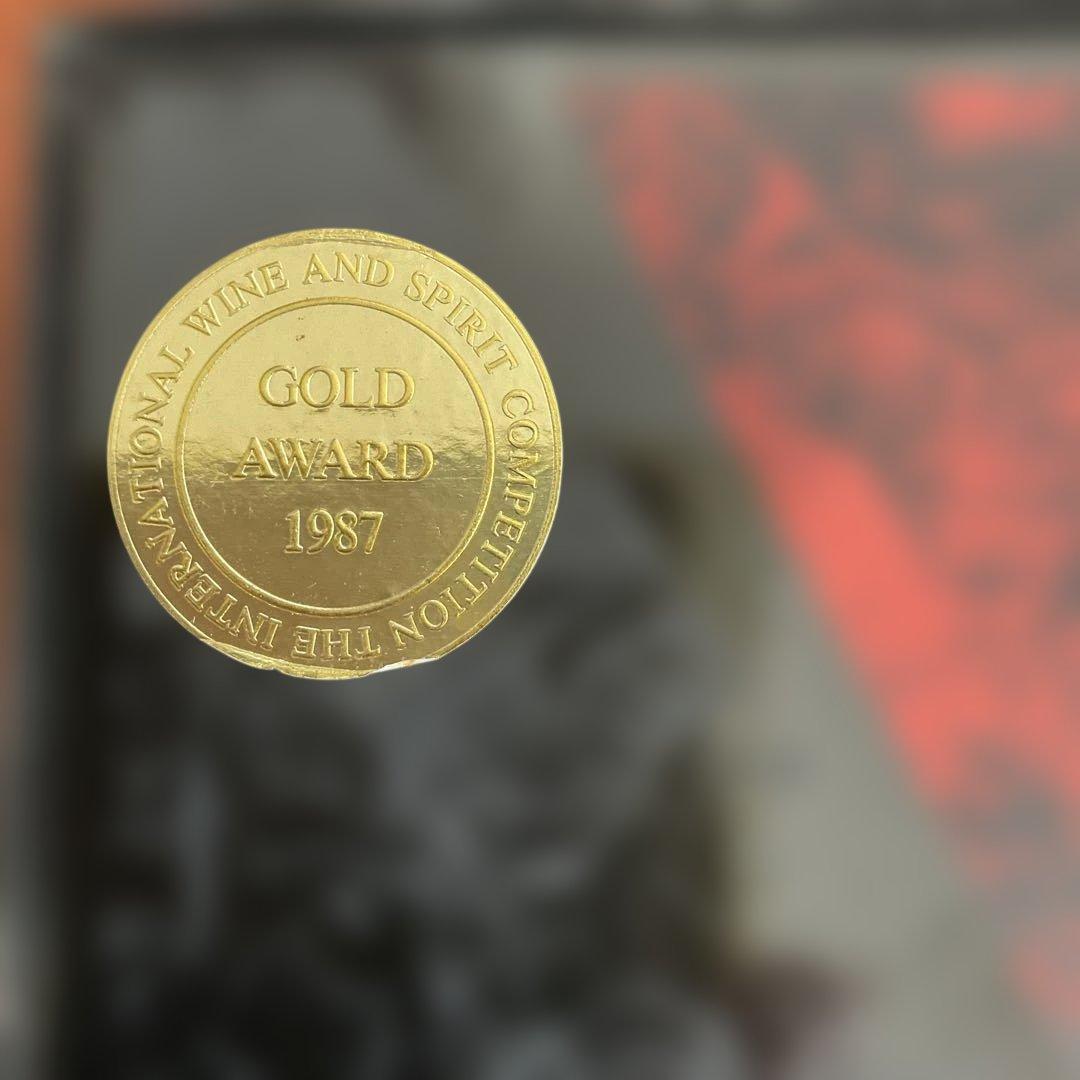 THE INTERNATIONAL WINE AND SPIRIT COMPETITION
GOLD
AWARD
1987